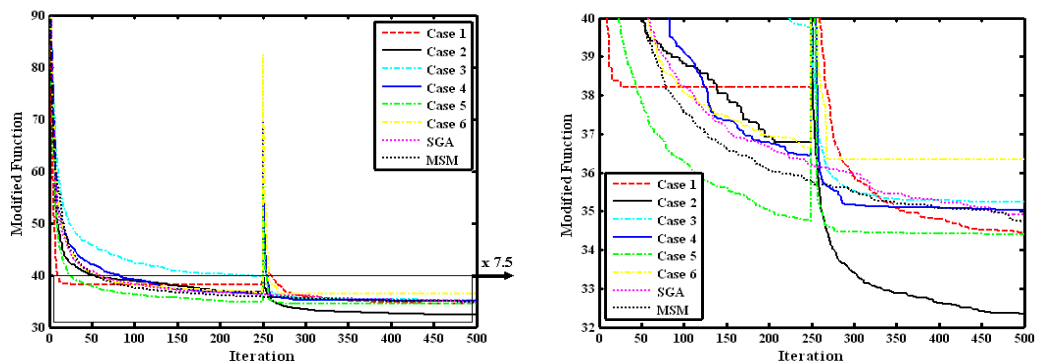 90
80
70
60
50
40
30
0
50
100
150
200
250
300
350
400
450
500
Modified Function
Iteration
Case 1
Case 2
Case 3
Case 4
Case 5
Case 6
SGA
MSM
x 7.5
40
39
38
37
36
35
34
33
32
0
50
100
150
200
250
300
350
400
450
500
Modified Function
Iteration
Case 1
Case 2
Case 3
Case 4
Case 5
Case 6
SGA
MSM